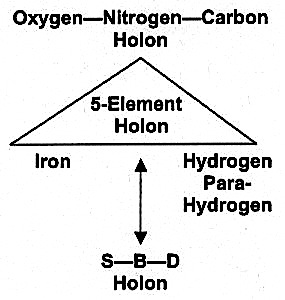 Oxygen—Nitrogen—Carbon
Holon
5-Element
Holon
Iron
Hydrogen
Para-
Hydrogen
S—B—D
Holon